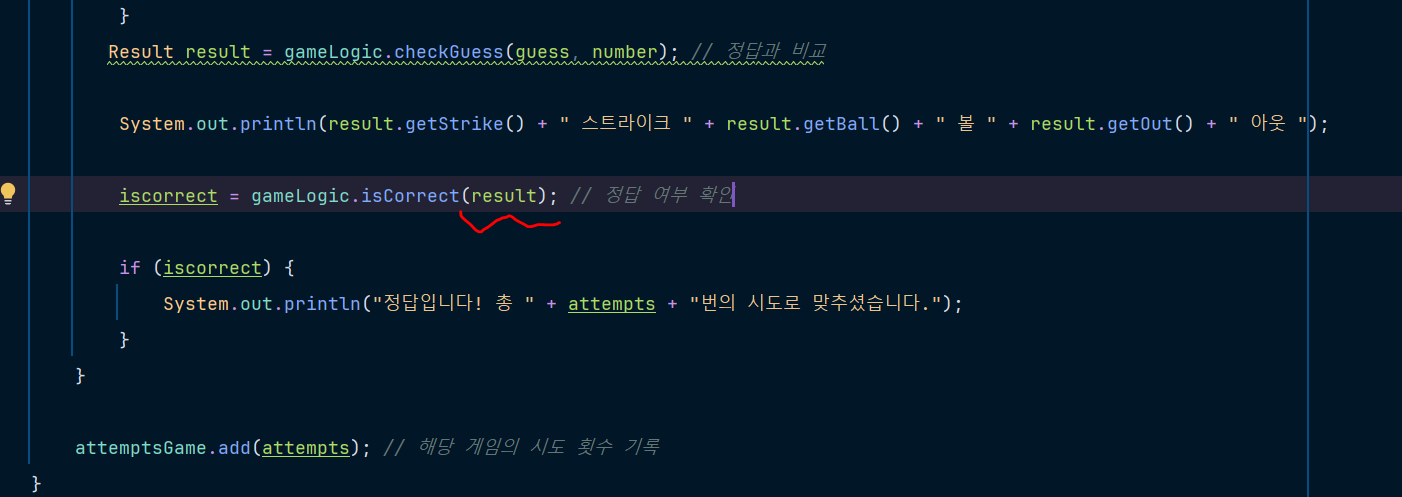 }
Result result = gameLogic.checkGuess(guess, number); // 정답과 비교
System.out.println(result.getStrike() + " 스트라이크 " + result.getBall() + " 볼 " + result.getOut() + " 아웃 ");
iscorrect = gameLogic.isCorrect(result); // 정답 여부 확인
if (iscorrect) {
System.out.println("정답입니다! 총 " + attempts + "번의 시도로 맞추셨습니다.");
}
}
attemptsGame.add(attempts); // 해당 게임의 시도 횟수 기록
}